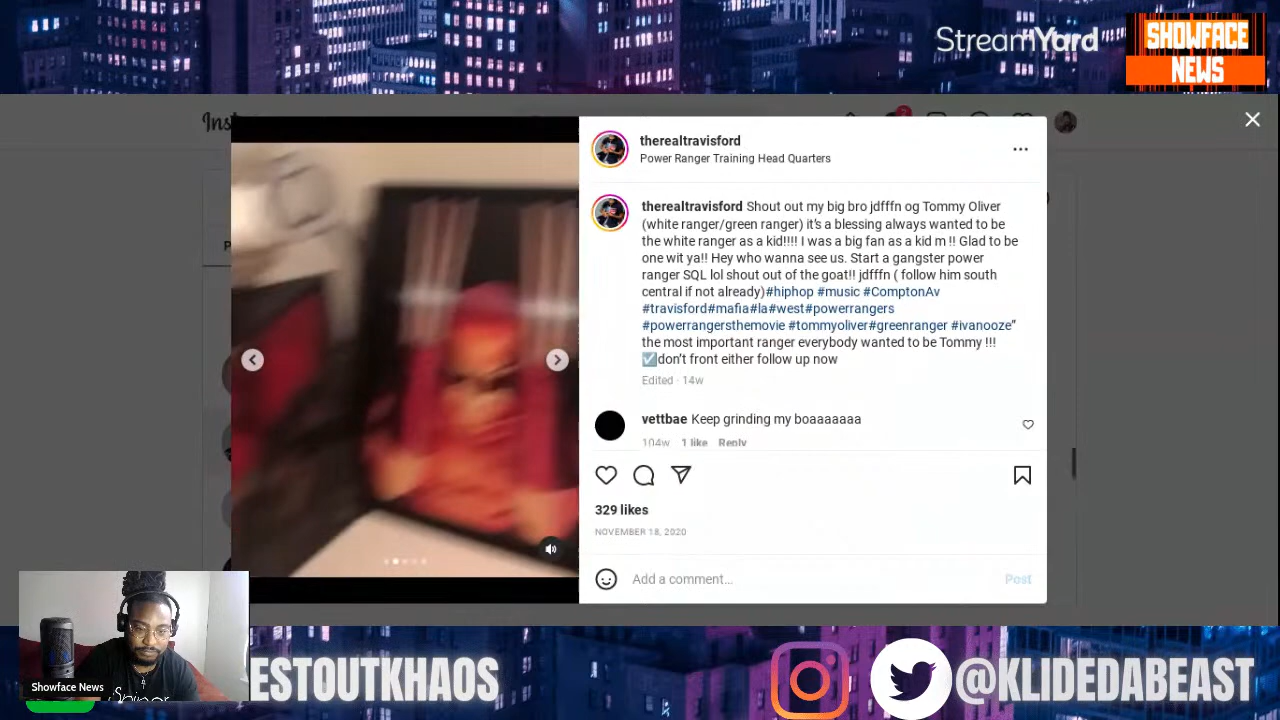 StreamYard
SHOWFACE
NEWS
therealtravisford
Power Ranger Training Head Quarters
therealtravisford Shout out my big bro jdfffn og Tommy Oliver
(white ranger/green ranger) it's a blessing always wanted to be
the white ranger as a kid!!!! I was a big fan as a kid m !! Glad to be
one wit ya!! Hey who wanna see us. Start a gangster power
ranger SQL lol shout out of the goat!! jdfffn ( follow him south
central if not already)#hiphop #music #ComptonAv
#travisford#mafia#la#west#powerrangers
#powerrangersthemovie #tommyoliver#greenranger #ivanooze”
the most important ranger everybody wanted to be Tommy !!!
☑don’t front either follow up now
Edited · 14w
vettbae Keep grinding my boaaaaaaa
104w 1 like Reply
329 likes
NOVEMBER 18, 2020
Add a comment…
Post
Showface News
ESTOUTKHAOS
@KLIDEDABEAST